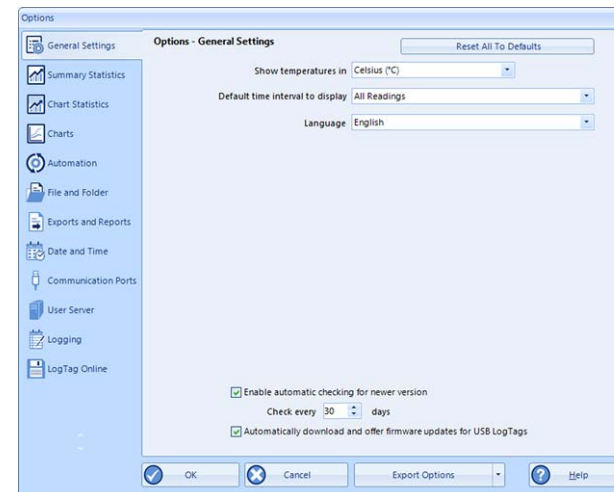 Options
General Settings
Summary Statistics
Chart Statistics
Charts
Automation
File and Folder
Exports and Reports
Date and Time
Communication Ports
User Server
Logging
LogTag Online
Options - General Settings
Reset All To Defaults
Show temperatures in Celsius (°C)
Default time interval to display All Readings
Language English
Enable automatic checking for newer version
Check every 30 days
Automatically download and offer firmware updates for USB LogTags
OK Cancel Export Options Help